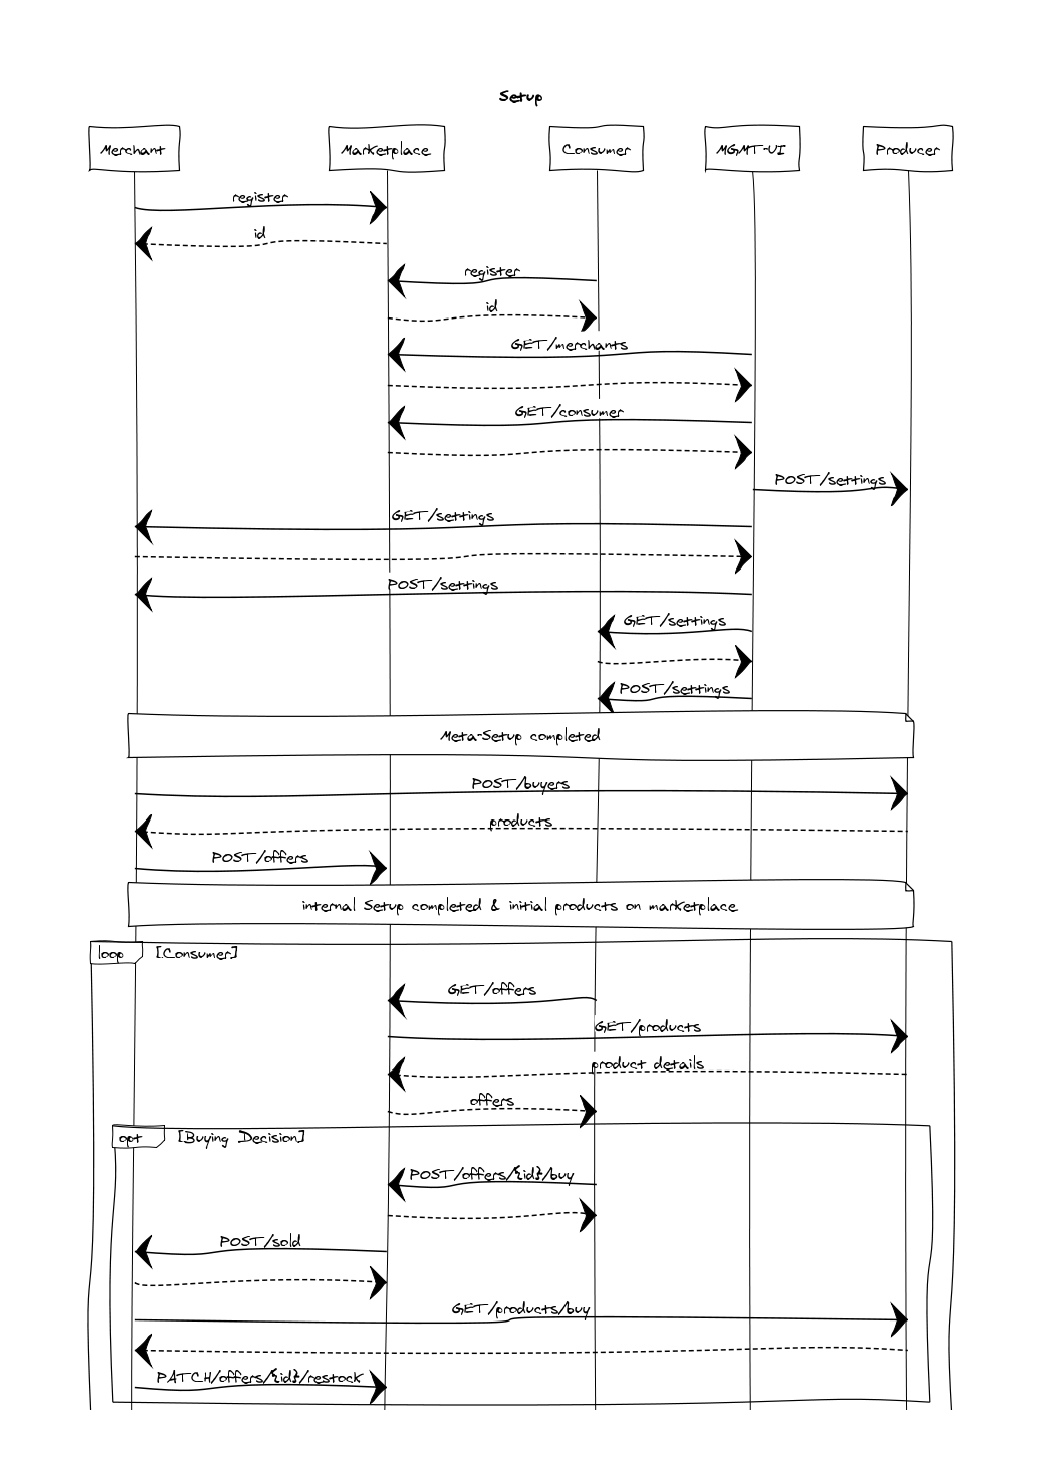 Setup
Merchant
Marketplace
Consumer
MGMT-UI
Producer
register
id
register
id
GET/merchants
GET/consumer
POST/settings
GET/settings
POST/settings
GET/settings
POST/settings
Meta-Setup completed
POST/buyers
products
POST/offers
internal Setup completed & initial products on marketplace
loop [Consumer]
GET/offers
GET/products
product details
offers
opt [Buying Decision]
POST/offers/{id}/buy
POST/sold
GET/products/buy
PATCH/offers/{id}/restock